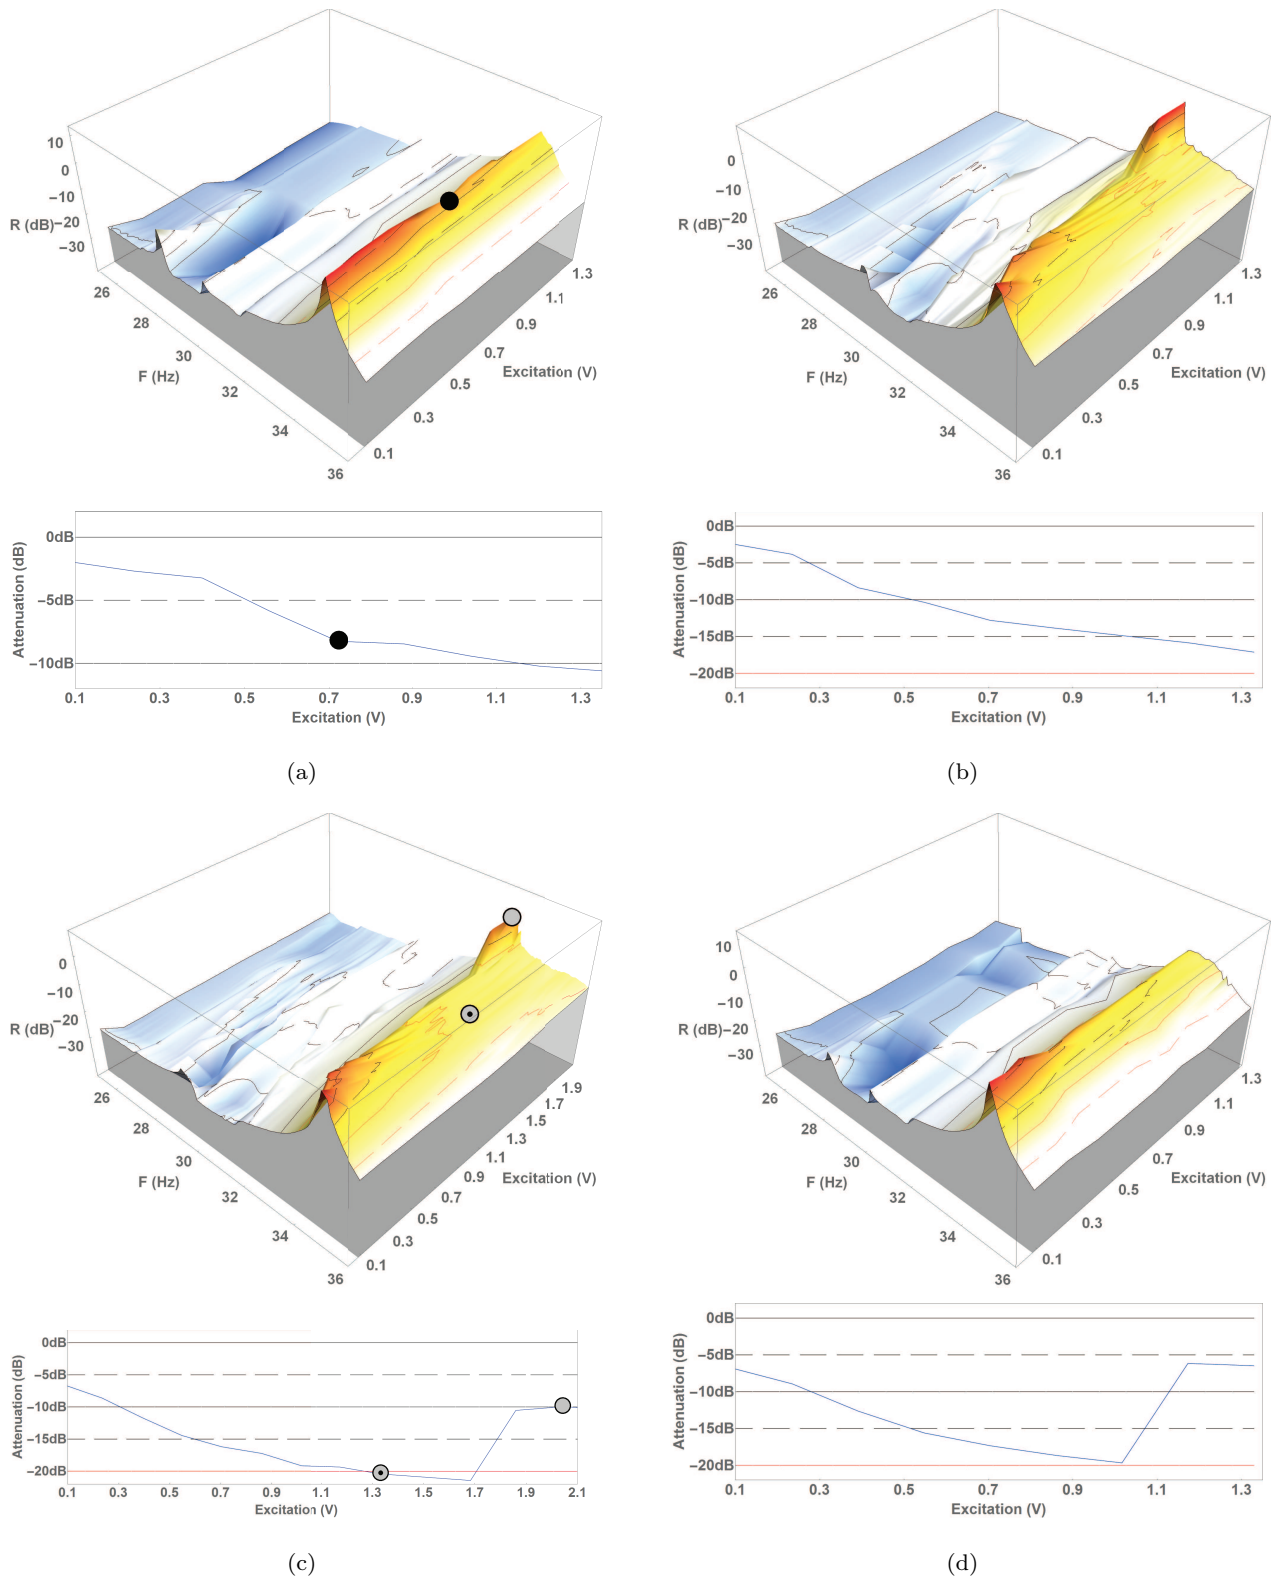 10
0
−10
R (dB)
−20
−30
26
28
30
32
34
36
F (Hz)
0.1
0.3
0.5
0.7
0.9
1.1
1.3
Excitation (V)
0dB
−5dB
−10dB
Attenuation (dB)
0.1 0.3 0.5 0.7 0.9 1.1 1.3
Excitation (V)
(a)
0
−10
R (dB)
−20
−30
26
28
30
32
34
36
F (Hz)
0.1
0.3
0.5
0.7
0.9
1.1
1.3
Excitation (V)
0dB
−5dB
−10dB
−15dB
−20dB
Attenuation (dB)
0.1 0.3 0.5 0.7 0.9 1.1 1.3
Excitation (V)
(b)
0
−10
−20
R (dB)
−30
26
28
30
32
34
36
F (Hz)
0.1
0.3
0.5
0.7
0.9
1.1
1.3
1.5
1.7
1.9
Excitation (V)
0dB
−5dB
−10dB
−15dB
−20dB
Attenuation (dB)
0.1 0.3 0.5 0.7 0.9 1.1 1.3 1.5 1.7 1.9 2.1
Excitation (V)
(c)
10
0
−10
R (dB)
−20
−30
26
28
30
32
34
36
F (Hz)
0.1
0.3
0.5
0.7
0.9
1.1
1.3
Excitation (V)
0dB
−5dB
−10dB
−15dB
−20dB
Attenuation (dB)
0.1 0.3 0.5 0.7 0.9 1.1 1.3
Excitation (V)
(d)